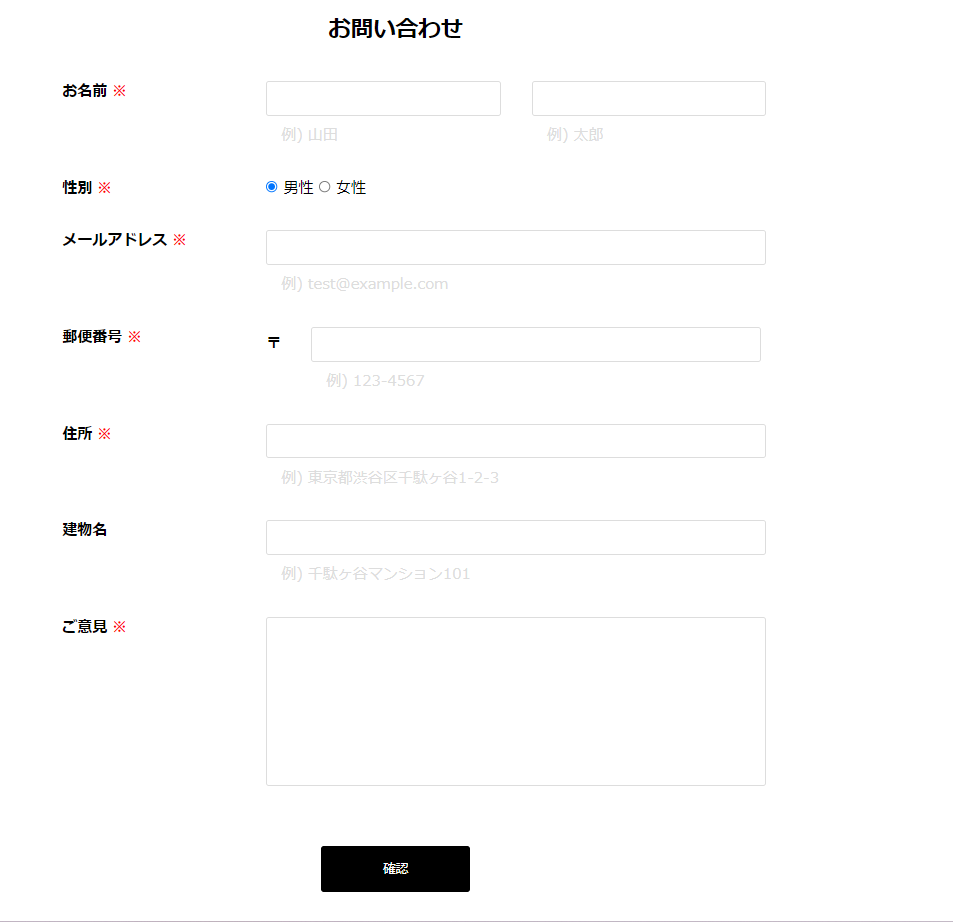 お問い合わせ
お名前 ※
例) 山田 例) 太郎
性別 ※ 男性 女性
メールアドレス ※
例) test@example.com
郵便番号 ※ 〒
例) 123-4567
住所 ※
例) 東京都渋谷区千駄ヶ谷1-2-3
建物名
例) 千駄ヶ谷マンション101
ご意見 ※
確認